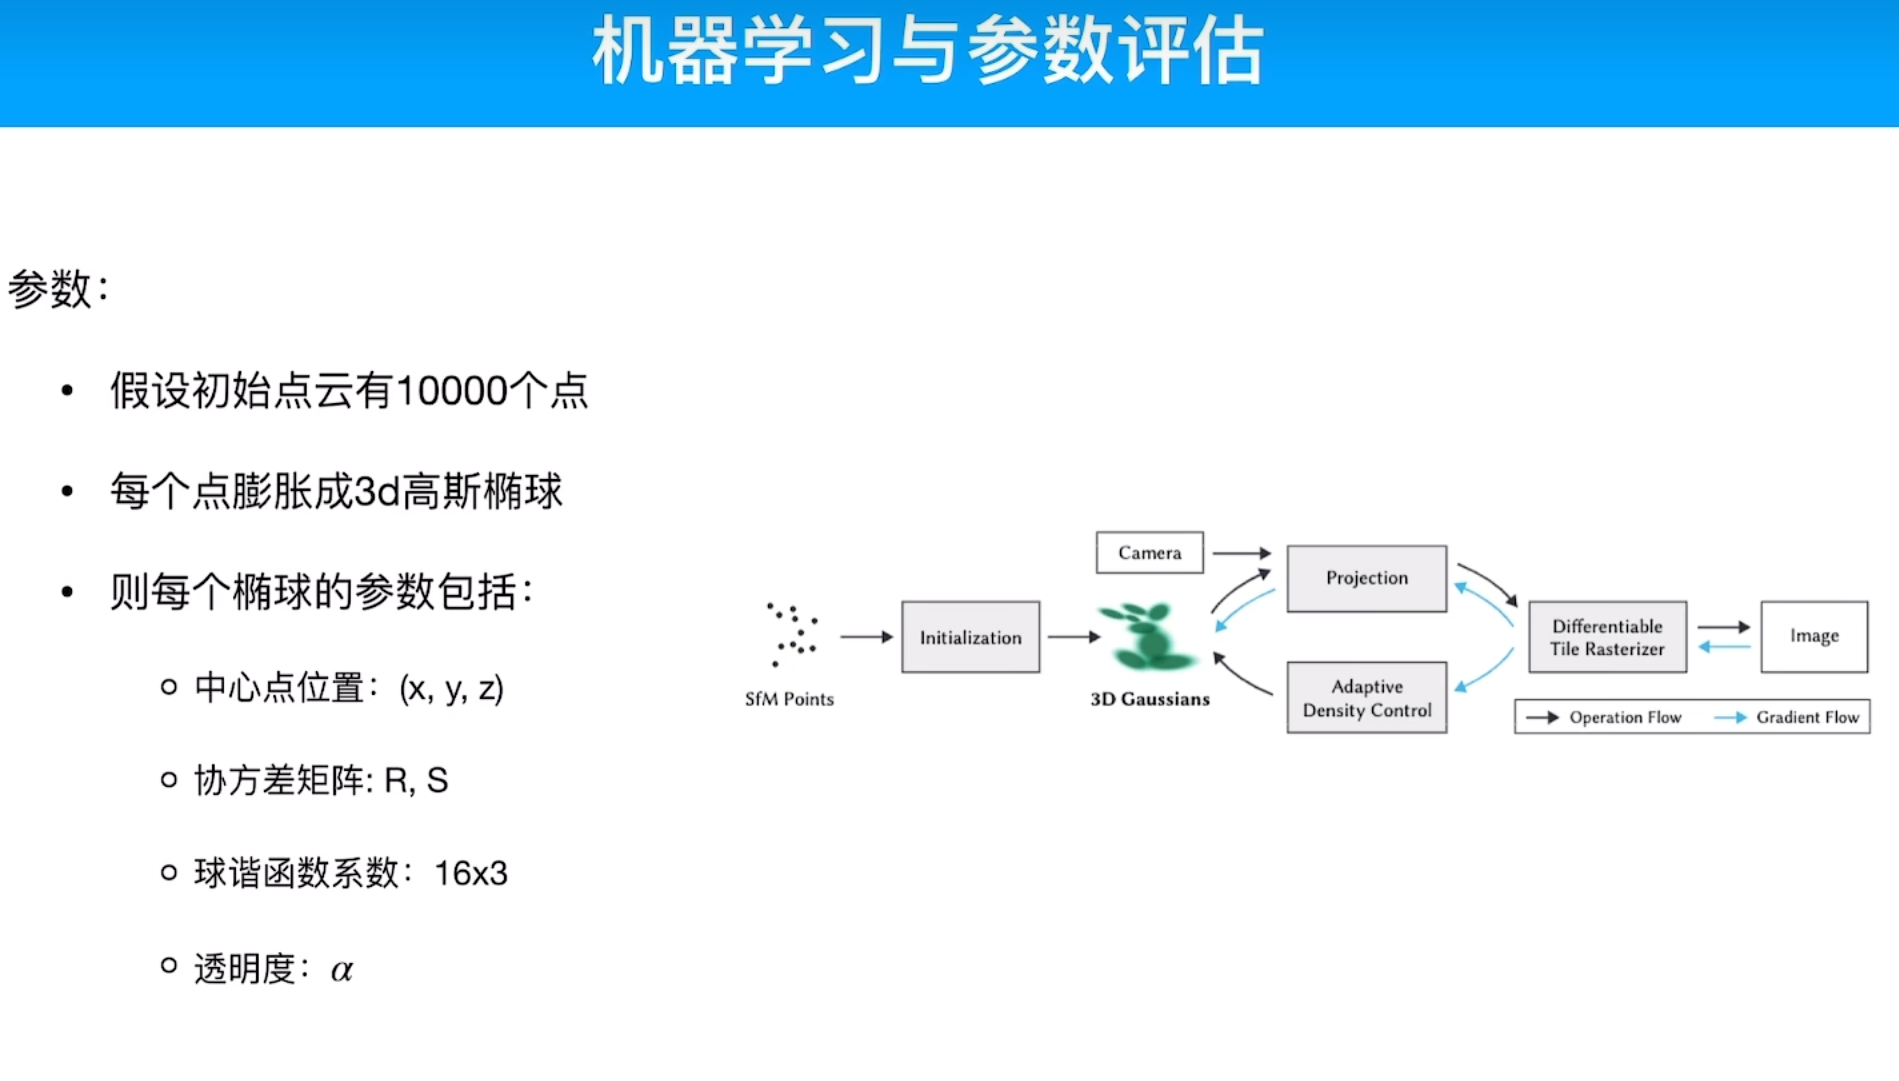 机器学习与参数评估
参数：
• 假设初始点云有10000个点
• 每个点膨胀成3d高斯椭球
• 则每个椭球的参数包括：
○ 中心点位置：(x, y, z)
○ 协方差矩阵: R, S
○ 球谐函数系数：16x3
○ 透明度：α
SfM Points
Initialization
Camera
3D Gaussians
Projection
Adaptive
Density Control
Differentiable
Tile Rasterizer
Image
Operation Flow
Gradient Flow